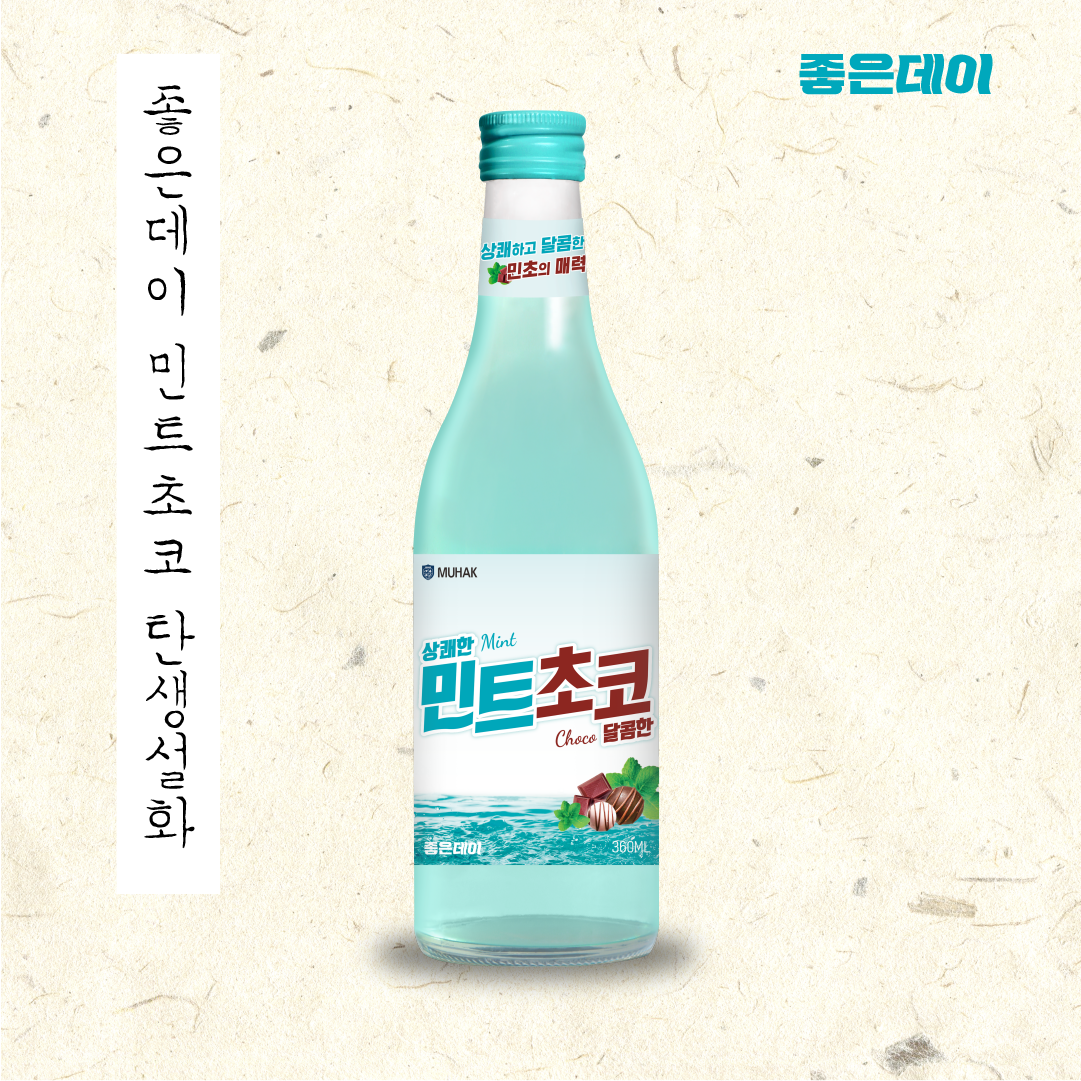 좋은데이 민트초코 탄생설화
좋은데이
상쾌하고 달콤한
민초의 매력
MUHAK
상쾌한 Mint
민트초코
Choco 달콤한
좋은데이
360ML